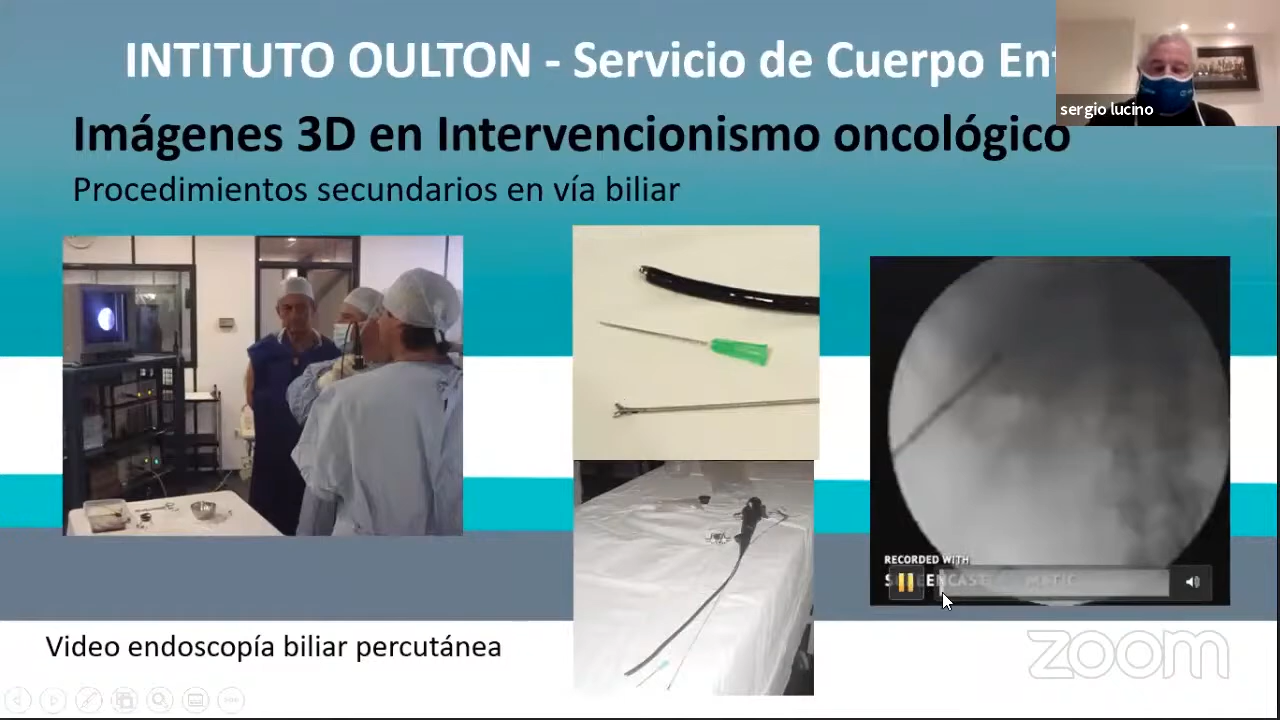 INTITUTO OULTON - Servicio de Cuerpo Ent
sergio lucino
Imágenes 3D en Intervencionismo oncológico
Procedimientos secundarios en vía biliar
RECORDED WITH
Video endoscopía biliar percutánea
zoom